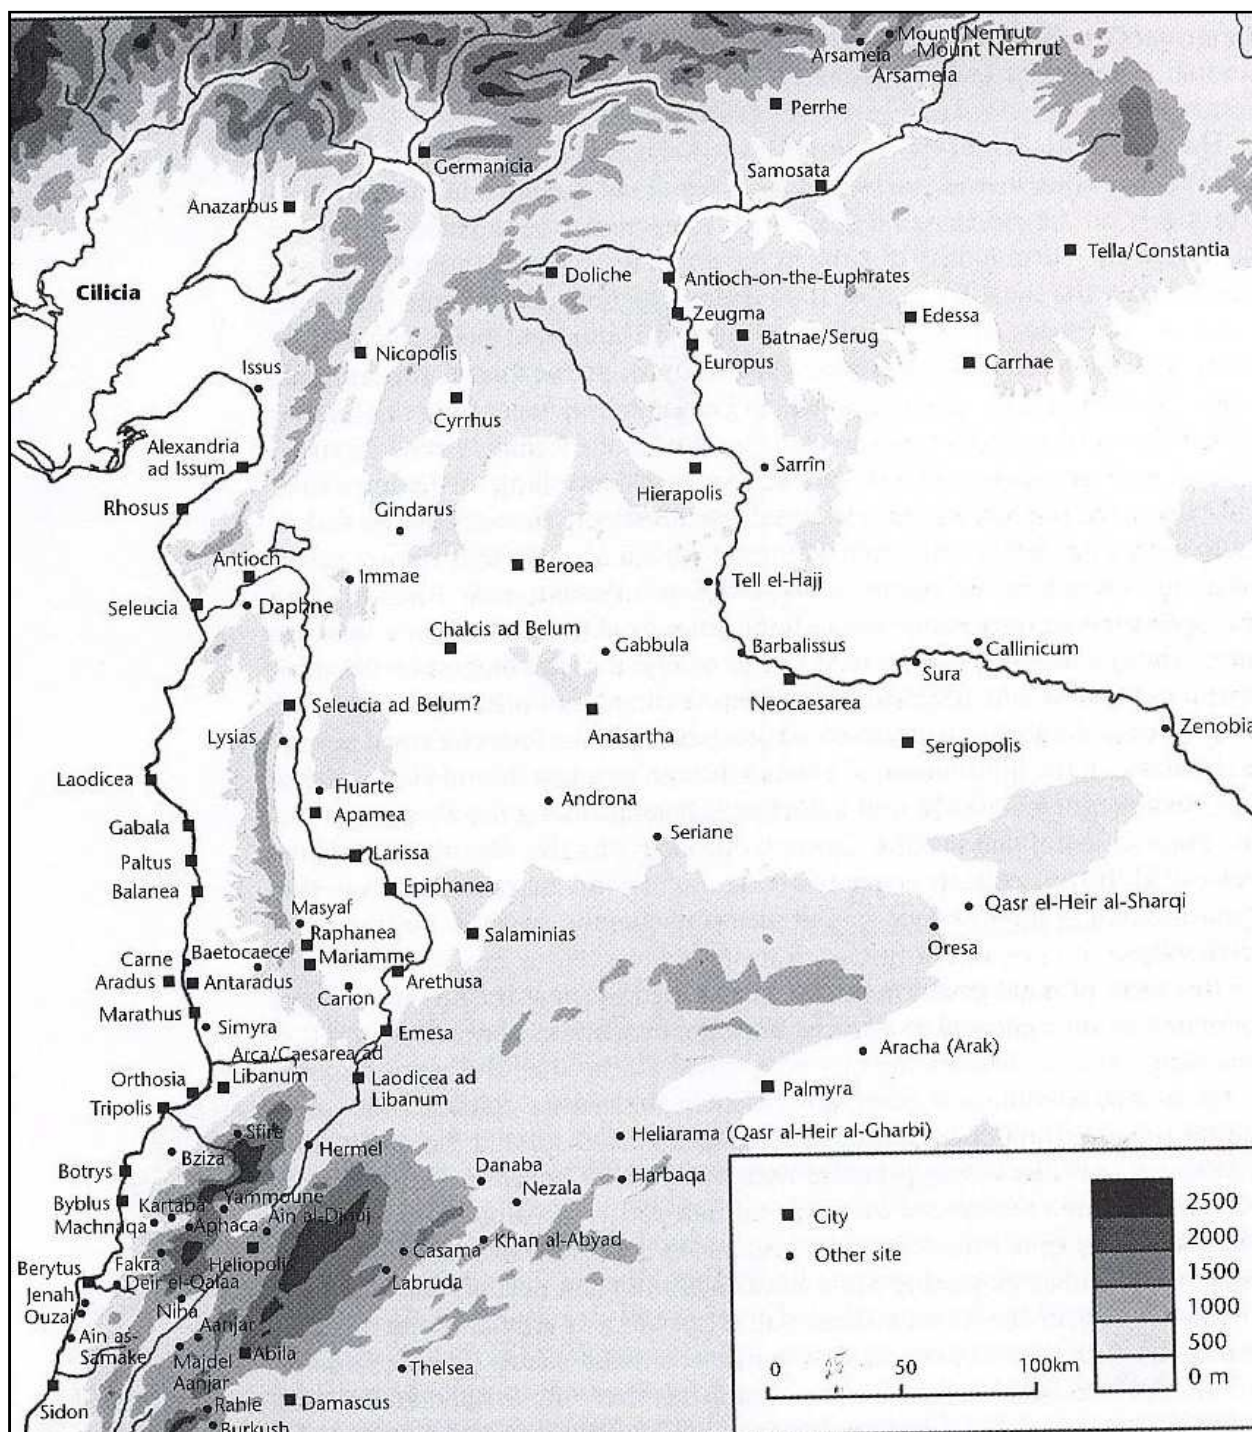 Mount Nemrut
Mount Nemrut
Arsameia
Arsameia
Perrhe
Germanicia
Samosata
Anazarbus
Tella/Constantia
Doliche
Antioch-on-the-Euphrates
Cilicia
Zeugma
Edessa
Batnae/Serug
Nicopolis
Europus
Carrhae
Issus
Cyrrhus
Alexandria
ad Issum
Sarrîn
Hierapolis
Rhosus
Gindarus
Antioch
Beroea
Immae
Tell el-Hajj
Seleucia
Daphne
Chalcis ad Belum
Gabbula
Barbalissus
Callinicum
Sura
Neocaesarea
Seleucia ad Belum?
Zenobia
Lysias
Anasartha
Sergiopolis
Laodicea
Huarte
Androna
Apamea
Gabala
Seriane
Paltus
Larissa
Balanea
Epiphanea
Masyaf
Qasr el-Heir al-Sharqi
Raphanea
Salaminias
Oresa
Carne
Baetocaece
Mariamme
Aradus
Antaradus
Arethusa
Carion
Marathus
Simyra
Emesa
Arca/Caesarea ad
Libanum
Aracha (Arak)
Orthosia
Laodicea ad
Libanum
Palmyra
Tripolis
Sfire
Hermel
Heliarama (Qasr al-Heir al-Gharbi)
Bziza
Botrys
Danaba
Harbaqa
Nezala
Byblus
Kartaba
Yammoune
Machnaqa
Aphaca
Ain al-Djouj
Khan al-Abyad
Casama
Fakra
Heliopolis
Berytus
Deir el-Qalaa
Labruda
Jenah
Niha
Ouzai
Aanjar
Ain as-
Samake
Majdel
Aanjar
Abila
Thelsea
Sidon
Rahle
Damascus
Burkush
City
Other site
2500
2000
1500
1000
500
0 m
0 50 100km